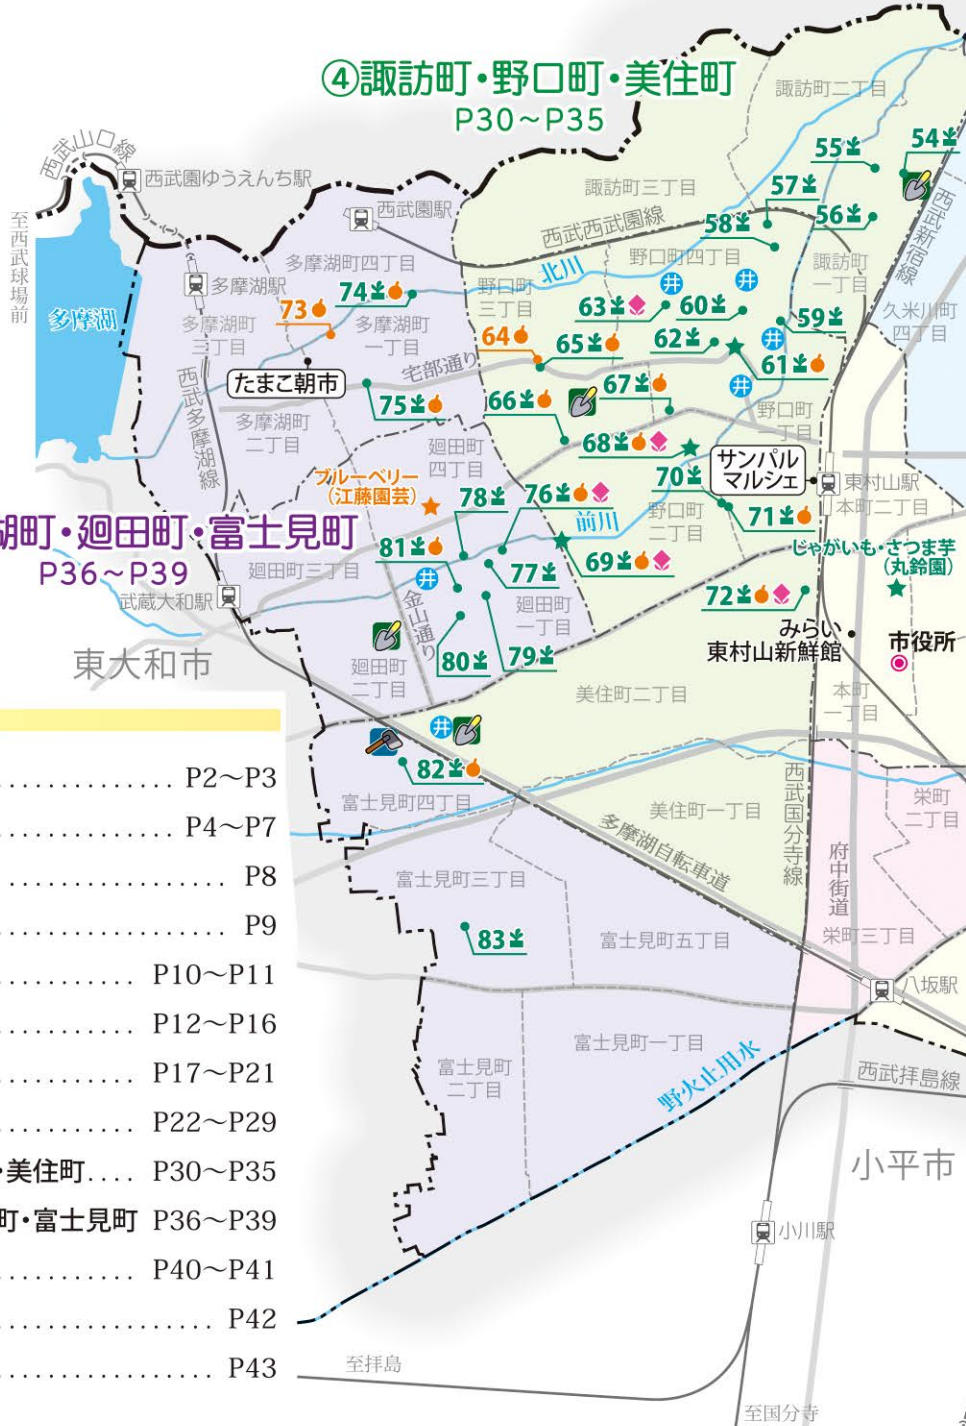 ④諏訪町・野口町・美住町
P30～P35
諏訪町二丁目
西武山口線
西武園ゆうえんち駅
至西武球場前
西武園駅
諏訪町三丁目
55
54
57
56
58
西武西武園線
西武新宿線
多摩湖
多摩湖駅
多摩湖町四丁目
北川
野口町四丁目
井
井
諏訪町
一丁目
久米川町
四丁目
73
74
野口町
三丁目
63
60
59
多摩湖町
三丁目
多摩湖町
一丁目
64
65
62
井
61
たまこ朝市
宅部通り
67
井
西武多摩湖線
75
66
野口町
一丁目
多摩湖町
二丁目
廻田町
四丁目
68
サンパル
マルシェ
東村山駅
本町二丁目
ブルーベリー
（江藤園芸）
78
76
前川
70
野口町
二丁目
71
湖町・廻田町・富士見町
P36～P39
81
井
77
69
じゃがいも・さつま芋
（丸鈴園）
廻田町三丁目
武蔵大和駅
金山通り
廻田町
一丁目
72
みらい
東村山新鮮館
市役所
東大和市
廻田町
二丁目
80
79
美住町二丁目
本町
一丁目
井
82
富士見町四丁目
美住町一丁目
西武国分寺線
栄町
二丁目
多摩湖自転車道
府中街道
富士見町三丁目
83
富士見町五丁目
栄町三丁目
八坂駅
富士見町一丁目
富士見町
二丁目
野火止用水
西武拝島線
小平市
小川駅
至拝島
至国分寺
P2～P3
P4～P7
P8
P9
P10～P11
P12～P16
P17～P21
P22～P29
・美住町.... P30～P35
町・富士見町 P36～P39
P40～P41
P42
P43